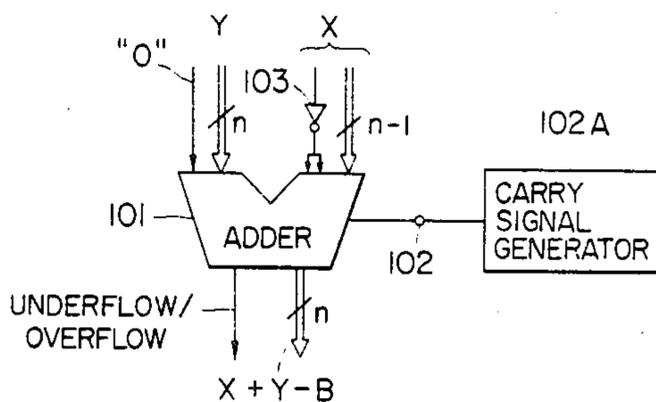 "O" Y X
103
n n-1
102A
101
ADDER
102
CARRY
SIGNAL
GENERATOR
UNDERFLOW/
OVERFLOW
n
X + Y - B